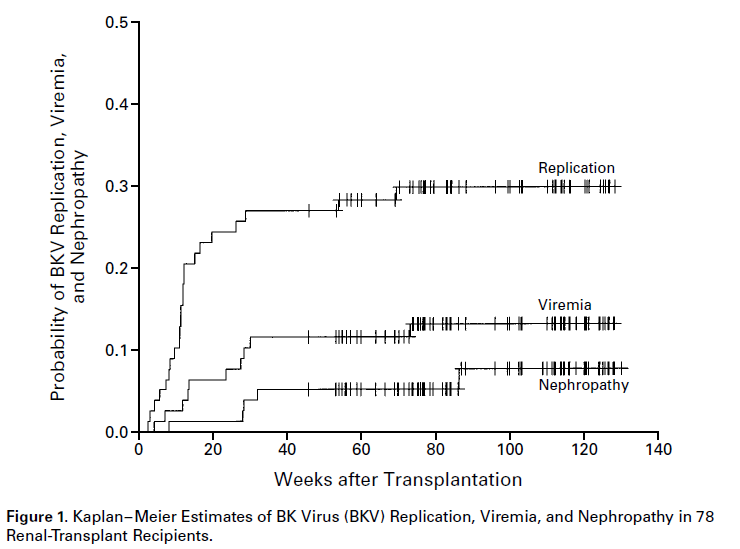 Probability of BKV Replication, Viremia,
and Nephropathy
0.5
0.4
0.3
0.2
0.1
0.0
Replication
Viremia
Nephropathy
0 20 40 60 80 100 120 140
Weeks after Transplantation
Figure 1. Kaplan–Meier Estimates of BK Virus (BKV) Replication, Viremia, and Nephropathy in 78
Renal-Transplant Recipients.